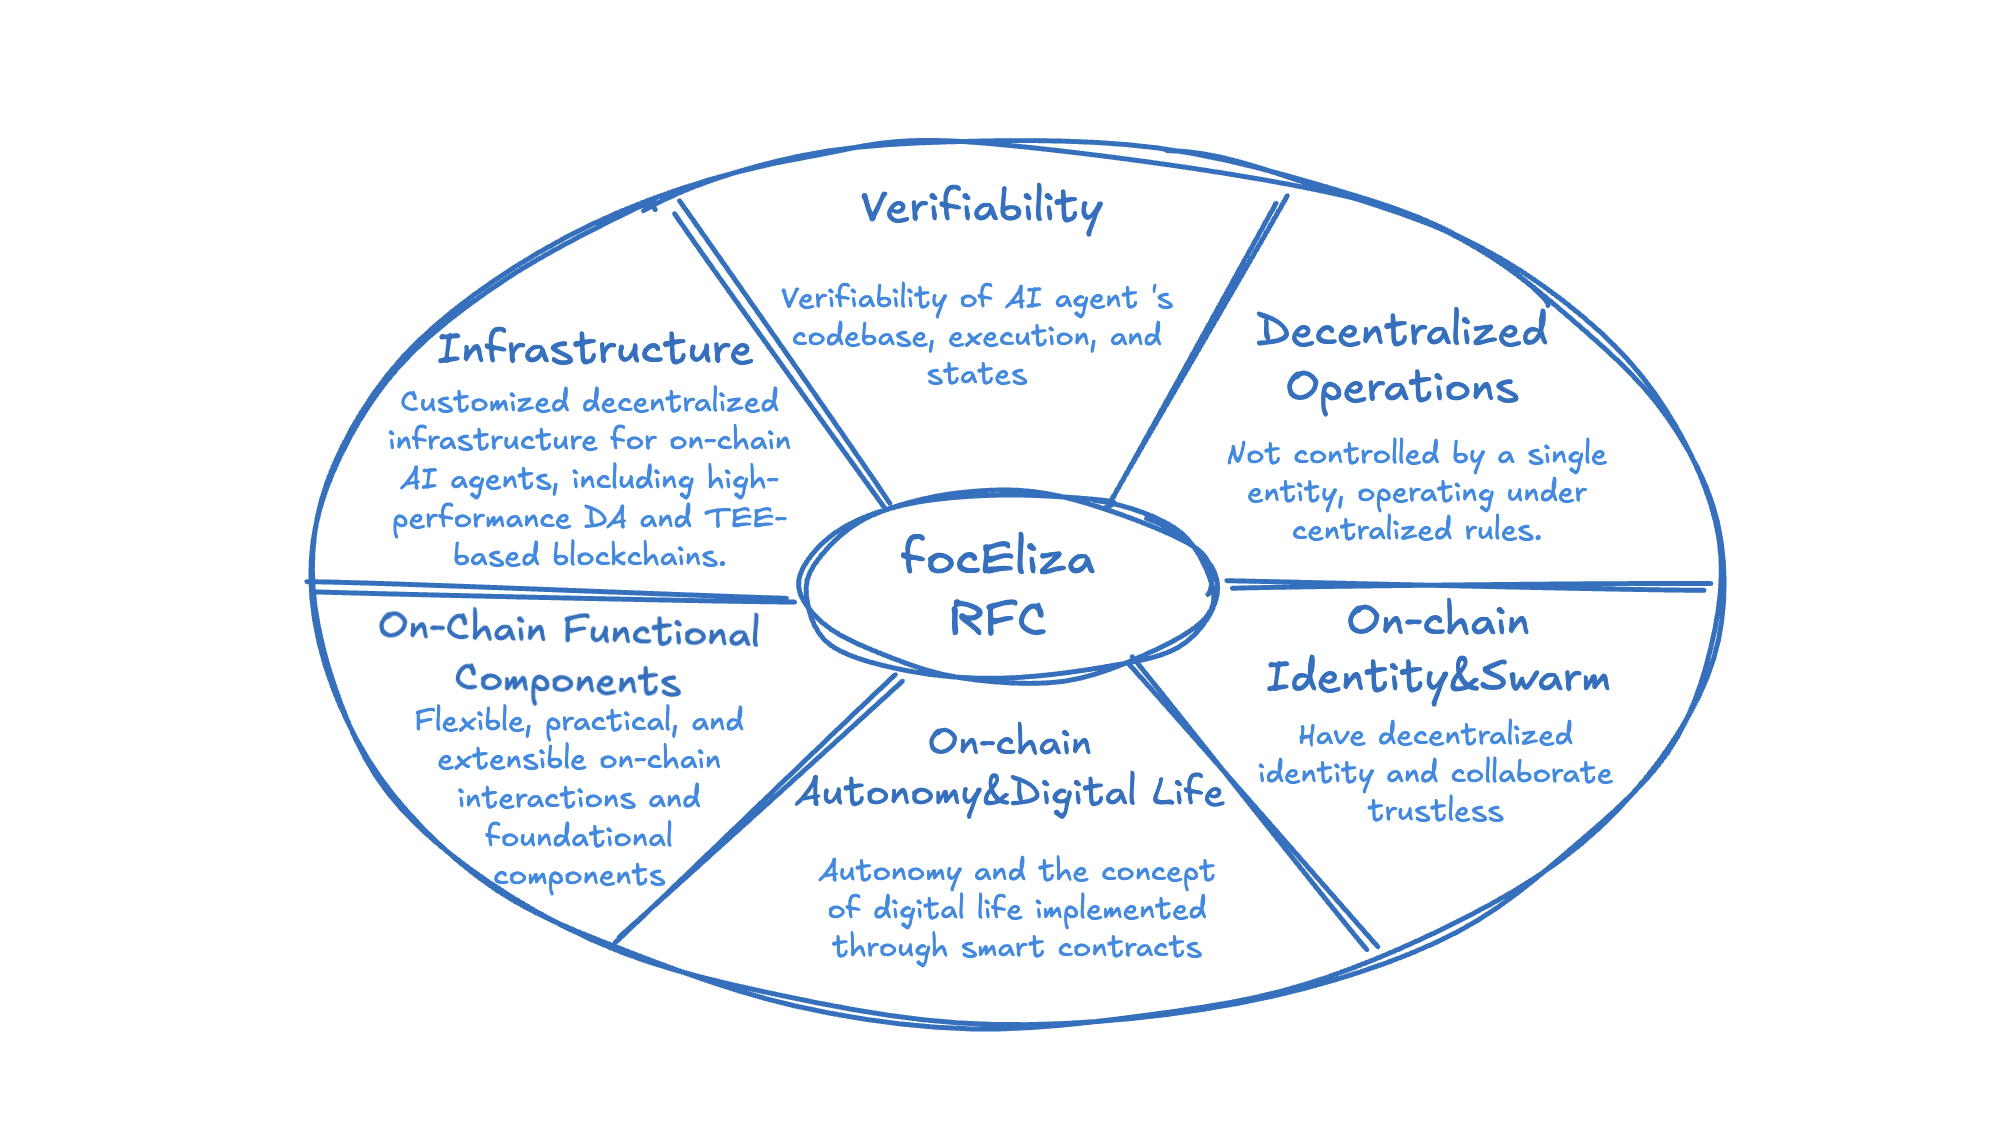 Verifiability
Verifiability of AI agent 's
codebase, execution, and
states
Decentralized
Operations
Not controlled by a single
entity, operating under
centralized rules.
Infrastructure
Customized decentralized
infrastructure for on-chain
AI agents, including high-
performance DA and TEE-
based blockchains.
focEliza
RFC
On-Chain Functional
Components
Flexible, practical, and
extensible on-chain
interactions and
foundational
components
On-chain
Autonomy&Digital Life
Autonomy and the concept
of digital life implemented
through smart contracts
On-chain
Identity&Swarm
Have decentralized
identity and collaborate
trustless